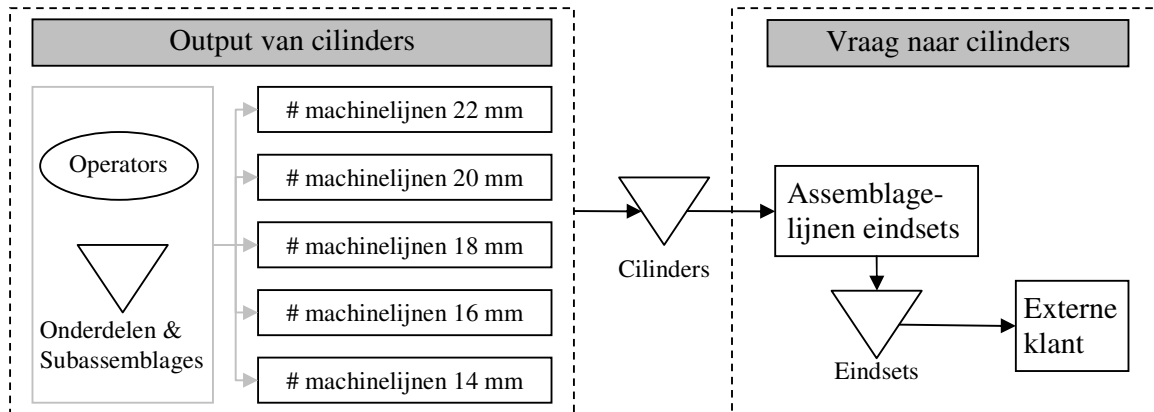 Output van cilinders
Vraag naar cilinders
Operators
Onderdelen &
Subassemblages
# machinelijnen 22 mm
# machinelijnen 20 mm
# machinelijnen 18 mm
# machinelijnen 16 mm
# machinelijnen 14 mm
Cilinders
Assemblage-
lijnen eindsets
Eindsets
Externe
klant